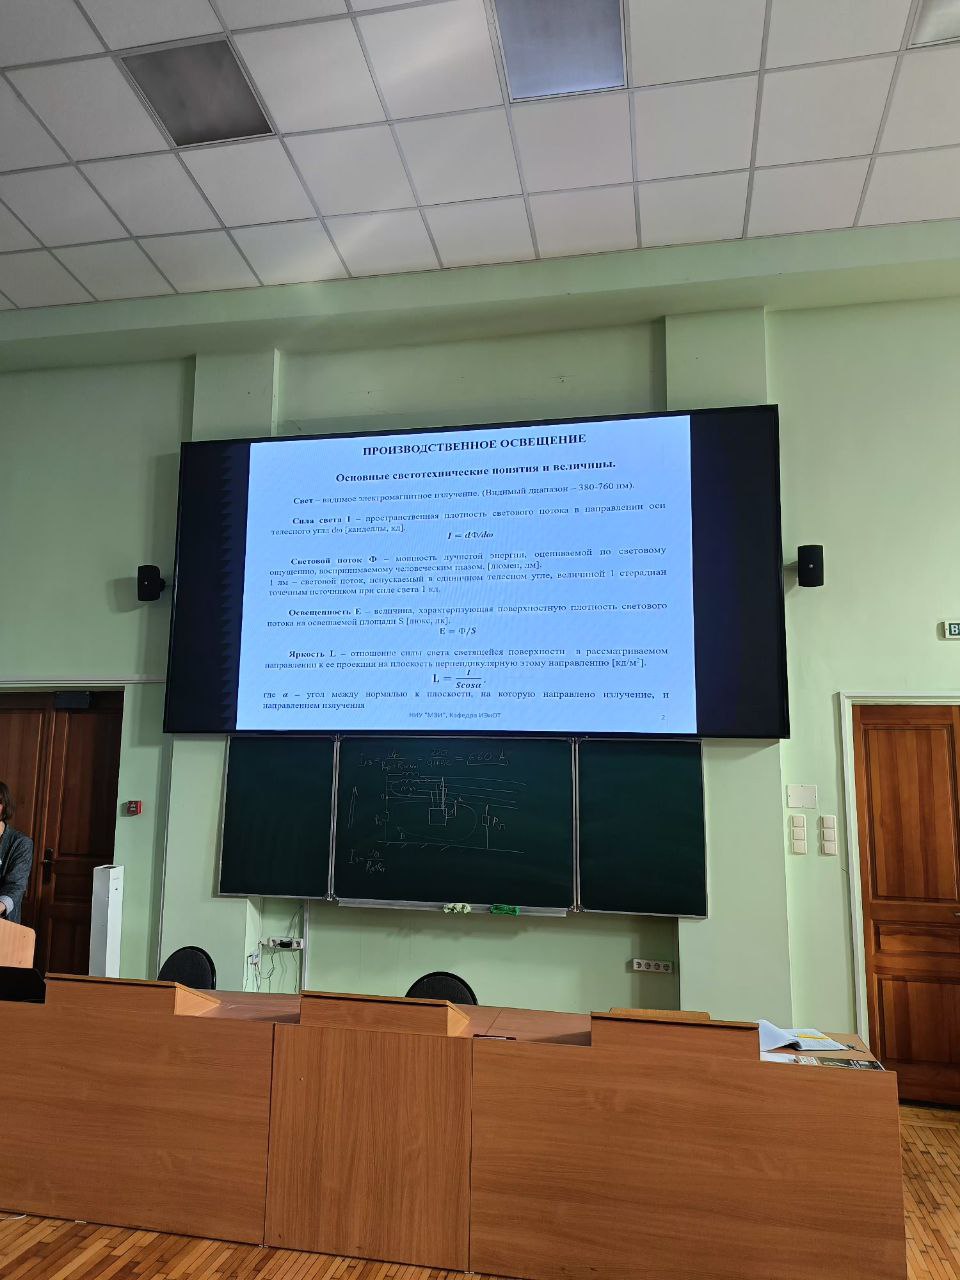 ПРОИЗВОДСТВЕННОЕ ОСВЕЩЕНИЕ
Основные светотехнические понятия и величины.
Свет – видимое электромагнитное излучение. (Видимый диапазон – 380-760 нм).
Сила света I – пространственная плотность светового потока в направлении оси
телесного угла dω [канделлы, кд].
I = dФ/dω
Световой поток Ф – мощность лучистой энергии, оцениваемой по световому
ощущению, воспринимаемому человеческим глазом, [люмен, лм].
1 лм – световой поток, испускаемый в единичном телесном угле, величиной 1 стерадиан
точечным источником при силе света 1 кд.
Освещенность Е – величина, характеризующая поверхностную плотность светового
потока на освещаемой площади S [люкс, лк].
E = Ф/S
Яркость L – отношение силы света светящейся поверхности в рассматриваемом
направлении к ее проекции на плоскость перпендикулярную этому направлению [кд/м²].
L = I / Scosα ,
где α – угол между нормалью к плоскости, на которую направлено излучение, и
направлением излучения
НИУ "МЭИ", Кафедра ИЭиОТ 2
= 660 A